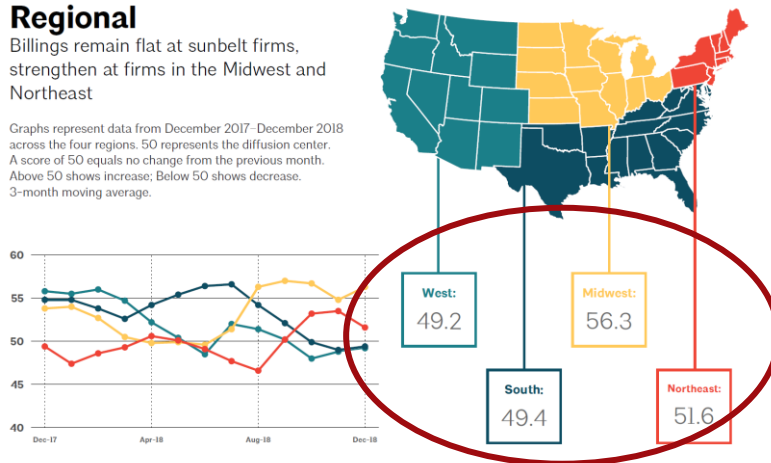 Regional
Billings remain flat at sunbelt firms,
strengthen at firms in the Midwest and
Northeast
Graphs represent data from December 2017–December 2018
across the four regions. 50 represents the diffusion center.
A score of 50 equals no change from the previous month.
Above 50 shows increase; Below 50 shows decrease.
3-month moving average.
60
55
50
45
40
Dec-17
Apr-18
Aug-18
Dec-18
West:
49.2
Midwest:
56.3
South:
49.4
Northeast:
51.6